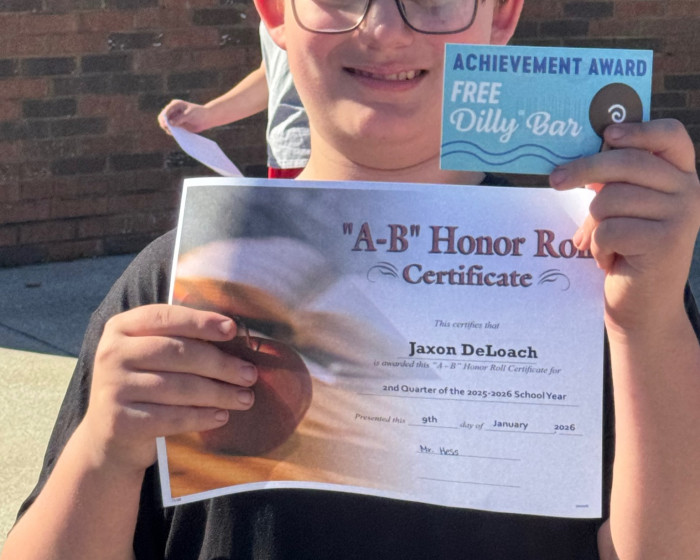 ACHIEVEMENT AWARD
FREE
Dilly Bar
"A-B" Honor Roll
Certificate
This certifies that
Jaxon DeLoach
is awarded this "A-B" Honor Roll Certificate for
2nd Quarter of the 2025-2026 School Year
Presented this 9th day of January 2026
Mr. Hess